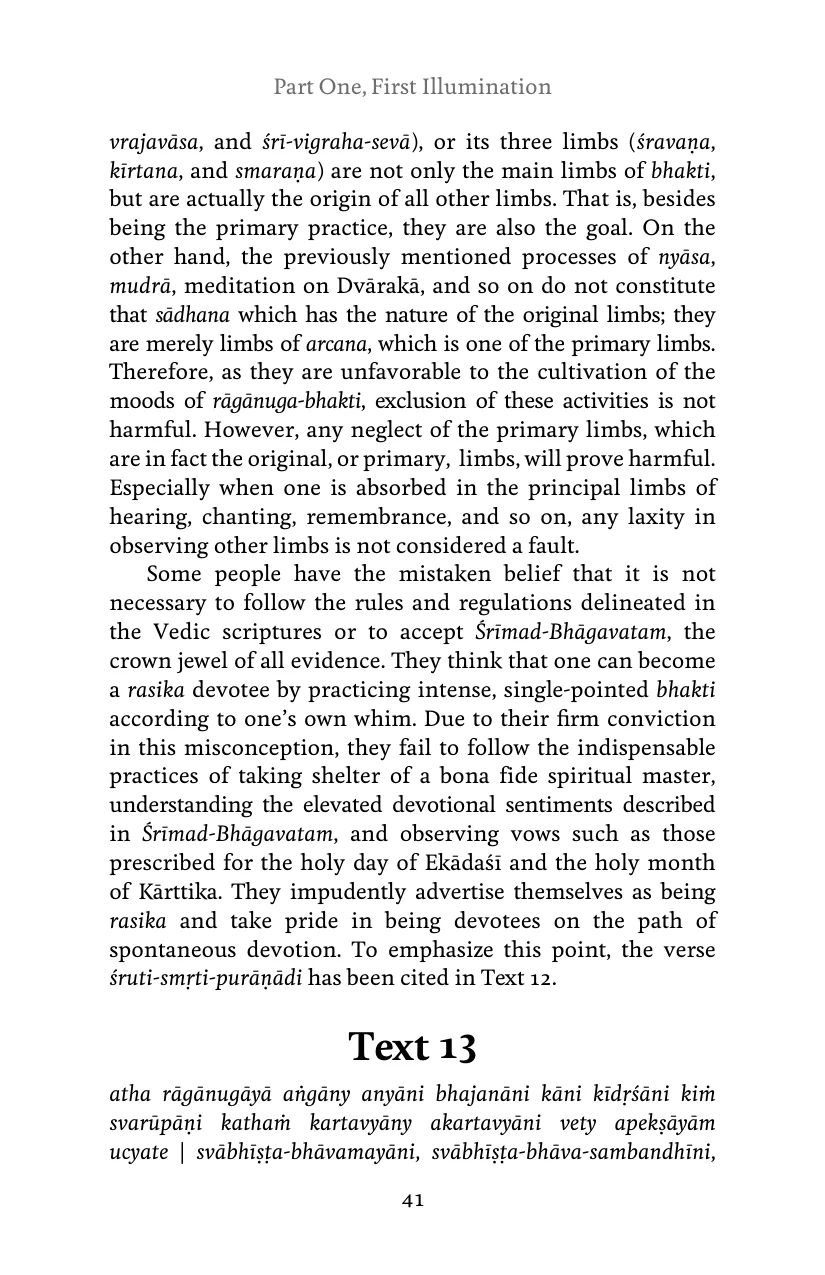 Part One, First Illumination
vrajavāsa, and śrī-vigraha-sevā), or its three limbs (śravaṇa,
kīrtana, and smaraṇa) are not only the main limbs of bhakti,
but are actually the origin of all other limbs. That is, besides
being the primary practice, they are also the goal. On the
other hand, the previously mentioned processes of nyāsa,
mudrā, meditation on Dvārakā, and so on do not constitute
that sādhana which has the nature of the original limbs; they
are merely limbs of arcana, which is one of the primary limbs.
Therefore, as they are unfavorable to the cultivation of the
moods of rāgānuga-bhakti, exclusion of these activities is not
harmful. However, any neglect of the primary limbs, which
are in fact the original, or primary, limbs, will prove harmful.
Especially when one is absorbed in the principal limbs of
hearing, chanting, remembrance, and so on, any laxity in
observing other limbs is not considered a fault.
Some people have the mistaken belief that it is not
necessary to follow the rules and regulations delineated in
the Vedic scriptures or to accept Śrīmad-Bhāgavatam, the
crown jewel of all evidence. They think that one can become
a rasika devotee by practicing intense, single-pointed bhakti
according to one’s own whim. Due to their firm conviction
in this misconception, they fail to follow the indispensable
practices of taking shelter of a bona fide spiritual master,
understanding the elevated devotional sentiments described
in Śrīmad-Bhāgavatam, and observing vows such as those
prescribed for the holy day of Ekādaśī and the holy month
of Kārttika. They impudently advertise themselves as being
rasika and take pride in being devotees on the path of
spontaneous devotion. To emphasize this point, the verse
śruti-smṛti-purāṇādi has been cited in Text 12.
Text 13
atha rāgānugāyā aṅgāny anyāni bhajanāni kāni kīdṛśāni kiṁ
svarūpāṇi kathaṁ kartavyāny akartavyāni vety apekṣāyām
ucyate | svābhīṣṭa-bhāvamayāni, svābhīṣṭa-bhāva-sambandhīni,
41